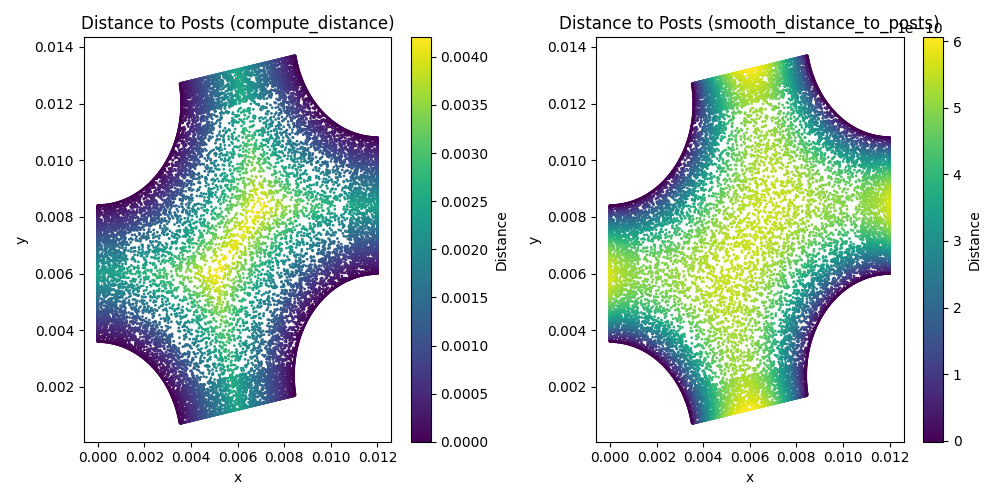 Distance to Posts (compute_distance)
0.014
0.012
0.010
0.008
0.006
0.004
0.002
y
0.000 0.002 0.004 0.006 0.008 0.010 0.012
x
0.0040
0.0035
0.0030
0.0025
0.0020
0.0015
0.0010
0.0005
0.0000
Distance
Distance to Posts (smooth_distance_to_posts)
0.014
0.012
0.010
0.008
0.006
0.004
0.002
y
0.000 0.002 0.004 0.006 0.008 0.010 0.012
x
1e−10
6
5
4
3
2
1
0
Distance